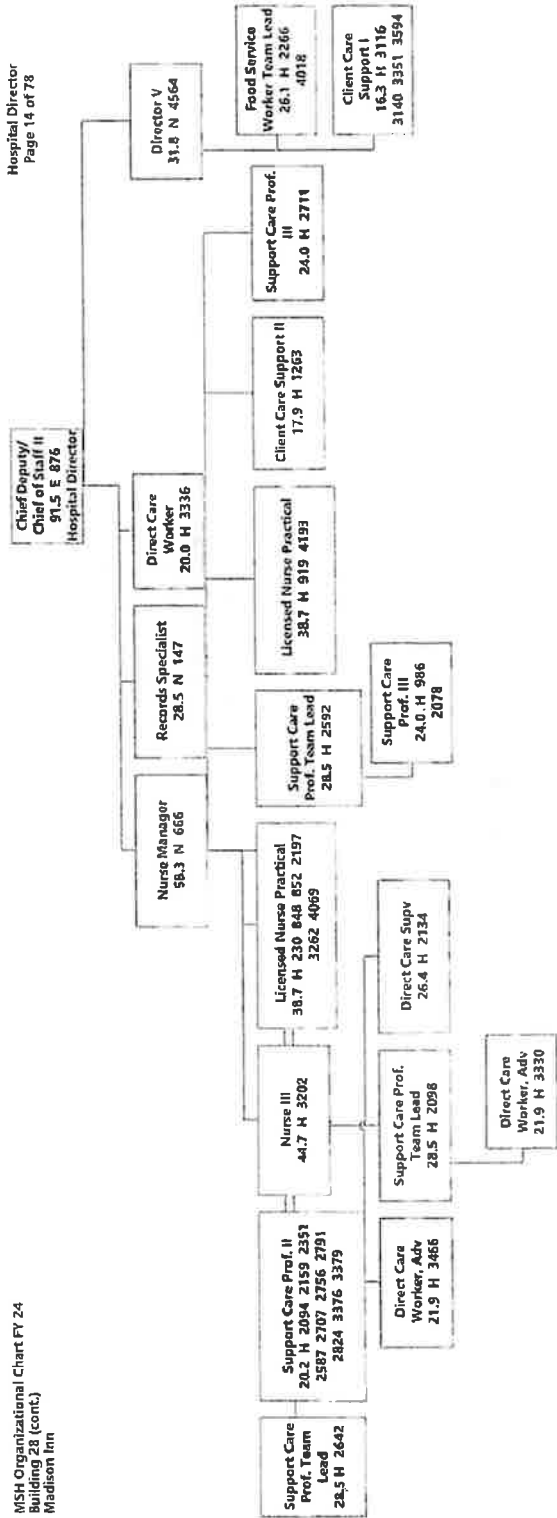 MSH Organizational Chart FY 24
Building 28 (cont.)
Madison Inn
Hospital Director
Page 14 of 78
Chief Deputy/
Chief of Staff II
91.5 E 876
Hospital Director
Nurse Manager
58.3 N 666
Records Specialist
28.5 N 147
Direct Care
Worker
20.0 H 3336
Director V
31.8 N 4564
Support Care
Prof. Team
Lead
28.5 H 2642
Support Care Prof. II
20.2 H 2094 2159 2351
2587 2707 2756 2791
2824 3376 3379
Nurse III
44.7 H 3202
Licensed Nurse Practical
38.7 H 230 848 852 2197
3262 4069
Support Care
Prof. Team Lead
28.5 H 2592
Licensed Nurse Practical
38.7 H 919 4193
Client Care Support II
17.9 H 1263
Support Care Prof.
III
24.0 H 2711
Food Service
Worker Team Lead
26.1 H 2266
4018
Client Care
Support I
16.3 H 3116
3140 3351 3594
Direct Care
Worker, Adv
21.9 H 3466
Support Care Prof.
Team Lead
28.5 H 2098
Direct Care Supv
26.4 H 2134
Support Care
Prof. III
24.0 H 986
2078
Direct Care
Worker, Adv
21.9 H 3330